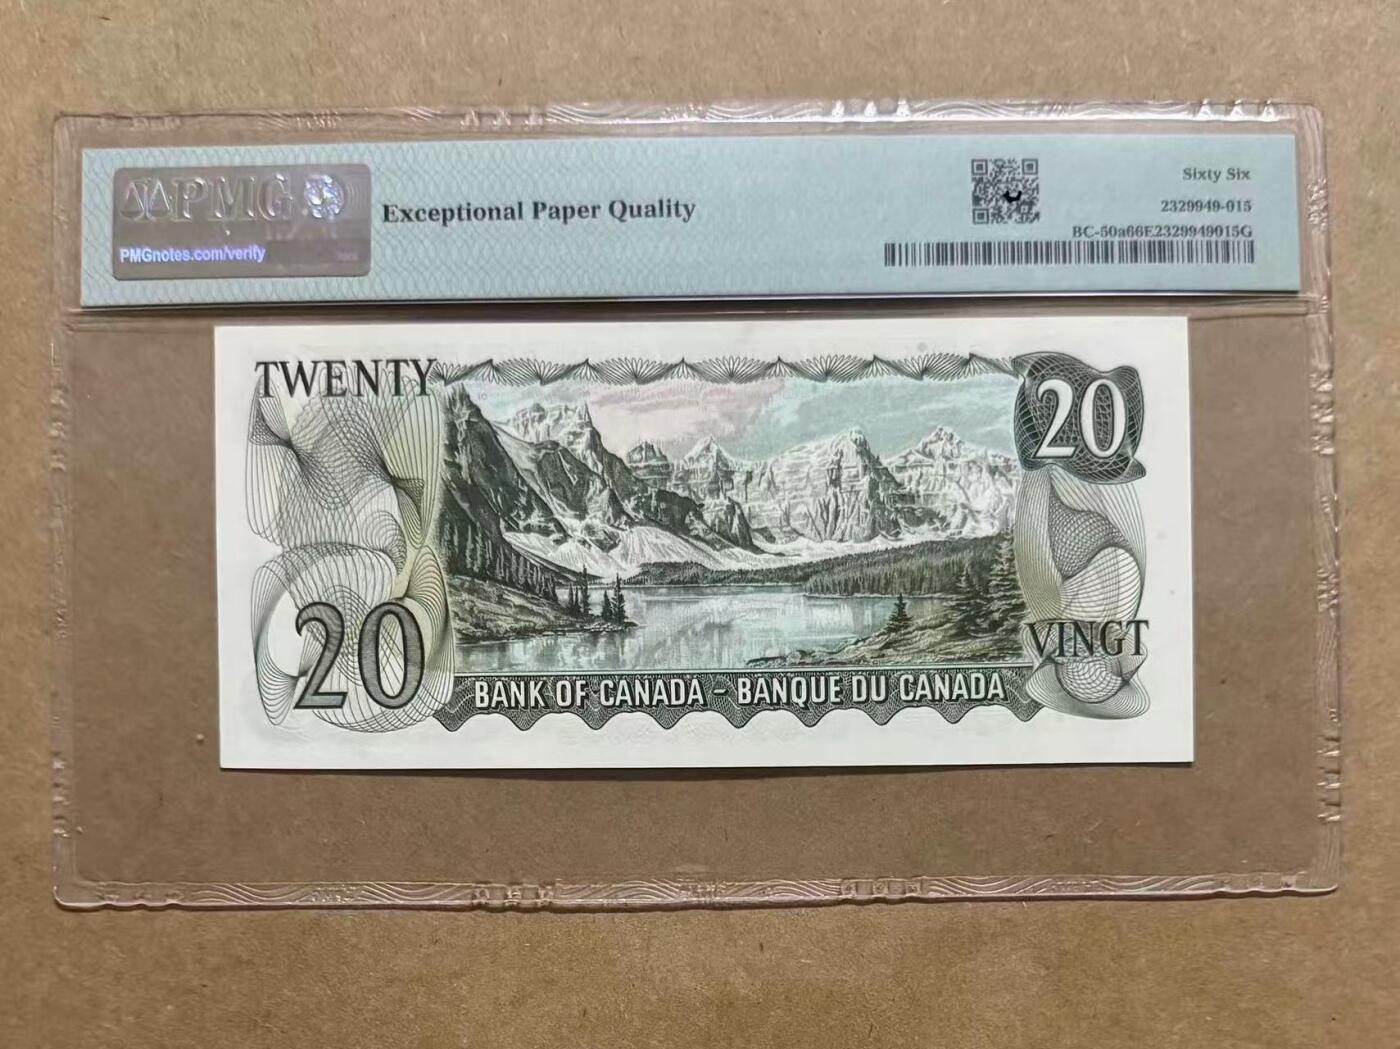 PMG
PMGnotes.com/verify
Exceptional Paper Quality
Sixty Six
2329949-015
BC-50a66E2329949015G
TWENTY
20
20
VINGT
BANK OF CANADA - BANQUE DU CANADA